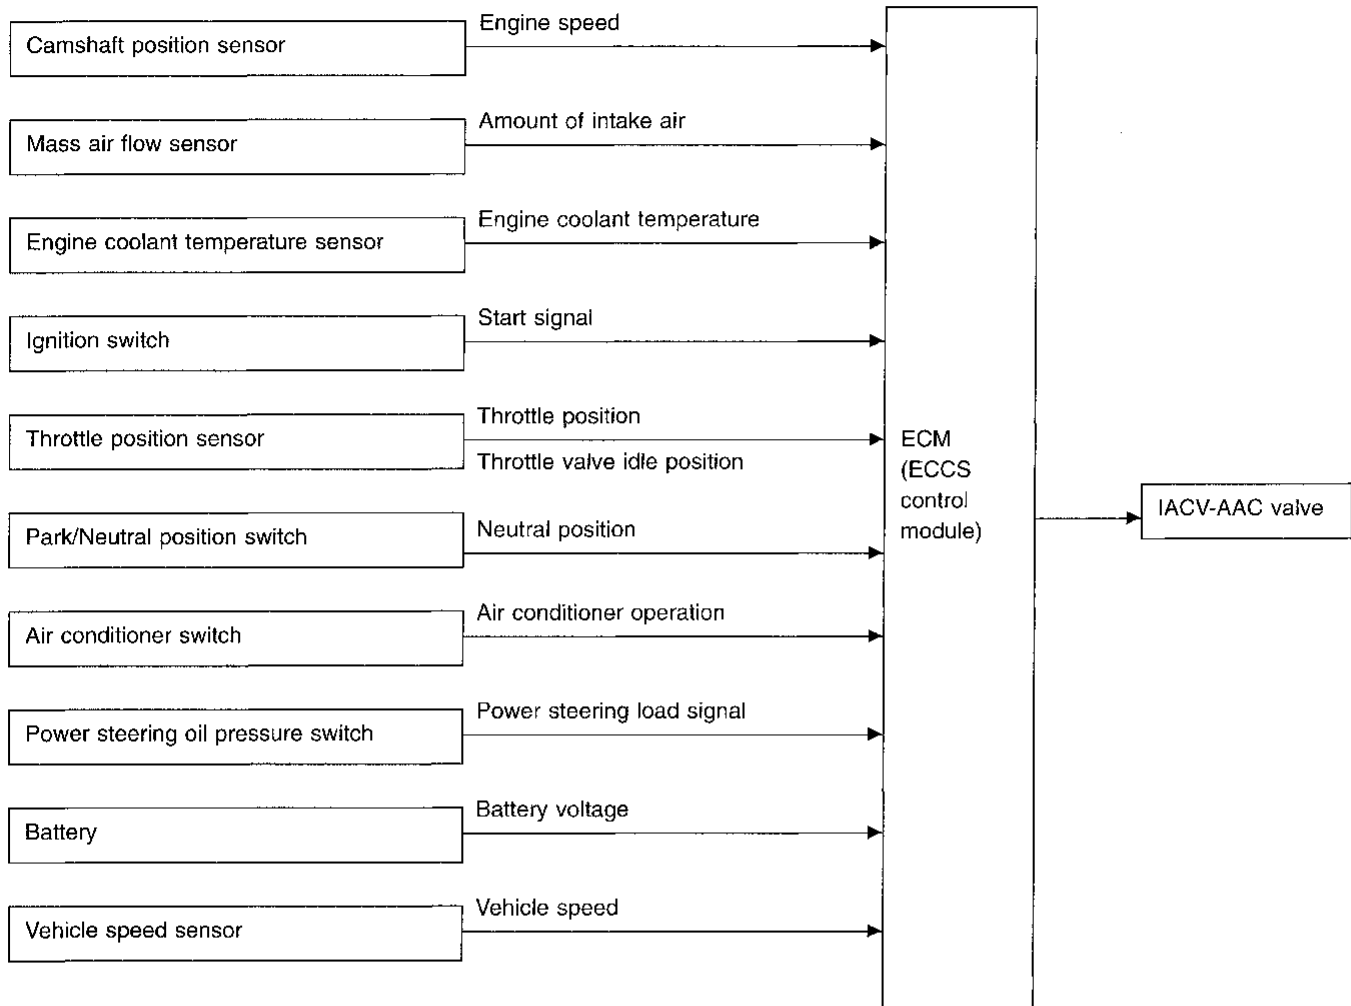 Camshaft position sensor
Engine speed
Mass air flow sensor
Amount of intake air
Engine coolant temperature sensor
Engine coolant temperature
Ignition switch
Start signal
Throttle position sensor
Throttle position
Throttle valve idle position
Park/Neutral position switch
Neutral position
Air conditioner switch
Air conditioner operation
Power steering oil pressure switch
Power steering load signal
Battery
Battery voltage
Vehicle speed sensor
Vehicle speed
ECM
(ECCS
control
module)
IACV-AAC valve